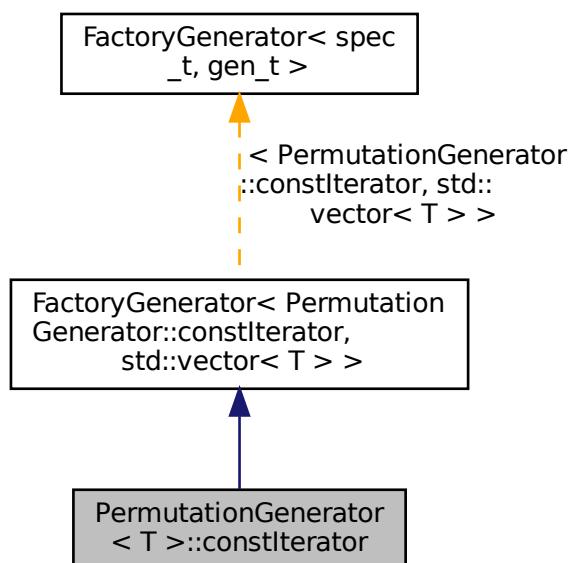 FactoryGenerator< spec
_t, gen_t >
< PermutationGenerator
::constIterator, std::
vector< T > >
FactoryGenerator< Permutation
Generator::constIterator,
std::vector< T > >
PermutationGenerator
< T >::constIterator